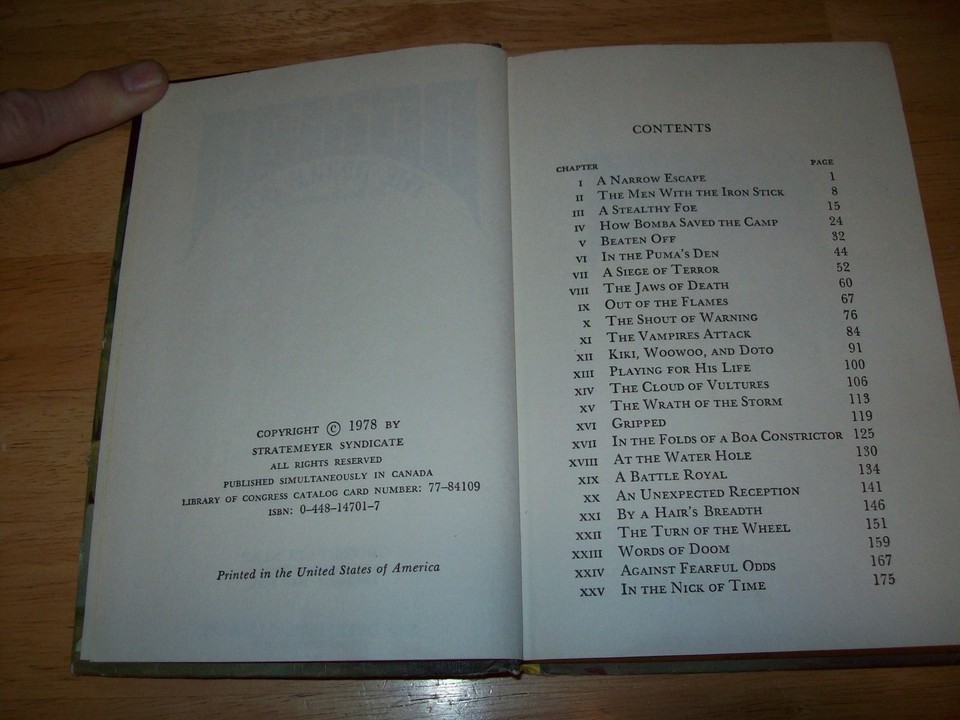 COPYRIGHT © 1978 BY
STRATEMEYER SYNDICATE
ALL RIGHTS RESERVED
PUBLISHED SIMULTANEOUSLY IN CANADA
LIBRARY OF CONGRESS CATALOG CARD NUMBER: 77-84109
ISBN: 0-448-14701-7
Printed in the United States of America
CONTENTS
CHAPTER PAGE
I A NARROW ESCAPE 1
II THE MEN WITH THE IRON STICK 8
III A STEALTHY FOE 15
IV HOW BOMBA SAVED THE CAMP 24
V BEATEN OFF 32
VI IN THE PUMA'S DEN 44
VII A SIEGE OF TERROR 52
VIII THE JAWS OF DEATH 60
IX OUT OF THE FLAMES 67
X THE SHOUT OF WARNING 76
XI THE VAMPIRES ATTACK 84
XII KIKI, WOOWOO, AND DOTO 91
XIII PLAYING FOR HIS LIFE 100
XIV THE CLOUD OF VULTURES 106
XV THE WRATH OF THE STORM 113
XVI GRIPPED 119
XVII IN THE FOLDS OF A BOA CONSTRICTOR 125
XVIII AT THE WATER HOLE 130
XIX A BATTLE ROYAL 134
XX AN UNEXPECTED RECEPTION 141
XXI BY A HAIR'S BREADTH 146
XXII THE TURN OF THE WHEEL 151
XXIII WORDS OF DOOM 159
XXIV AGAINST FEARFUL ODDS 167
XXV IN THE NICK OF TIME 175